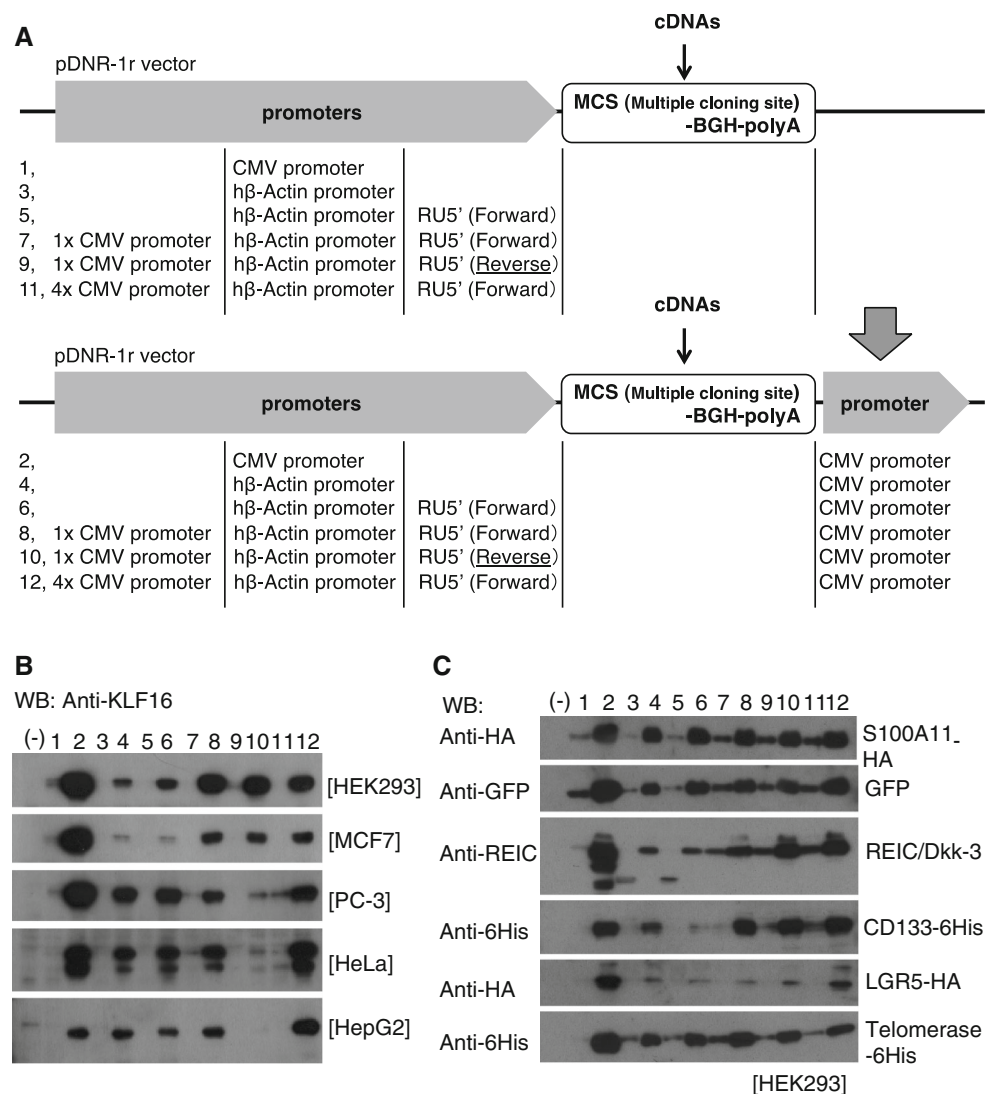 A
cDNAs
pDNR-1r vector
promoters
MCS (Multiple cloning site)
-BGH-polyA
1, CMV promoter
3, hβ-Actin promoter
5, hβ-Actin promoter RU5' (Forward)
7, 1x CMV promoter hβ-Actin promoter RU5' (Forward)
9, 1x CMV promoter hβ-Actin promoter RU5' (Reverse)
11, 4x CMV promoter hβ-Actin promoter RU5' (Forward)
cDNAs
pDNR-1r vector
promoters
MCS (Multiple cloning site)
-BGH-polyA
promoter
2, CMV promoter CMV promoter
4, hβ-Actin promoter CMV promoter
6, hβ-Actin promoter RU5' (Forward) CMV promoter
8, 1x CMV promoter hβ-Actin promoter RU5' (Forward) CMV promoter
10, 1x CMV promoter hβ-Actin promoter RU5' (Reverse) CMV promoter
12, 4x CMV promoter hβ-Actin promoter RU5' (Forward) CMV promoter
B
WB: Anti-KLF16
(-) 1 2 3 4 5 6 7 8 9 10 11 12
[HEK293]
[MCF7]
[PC-3]
[HeLa]
[HepG2]
C
WB:
(-) 1 2 3 4 5 6 7 8 9 10 11 12
Anti-HA S100A11-
HA
Anti-GFP GFP
Anti-REIC REIC/Dkk-3
Anti-6His CD133-6His
Anti-HA LGR5-HA
Anti-6His Telomerase
-6His
[HEK293]